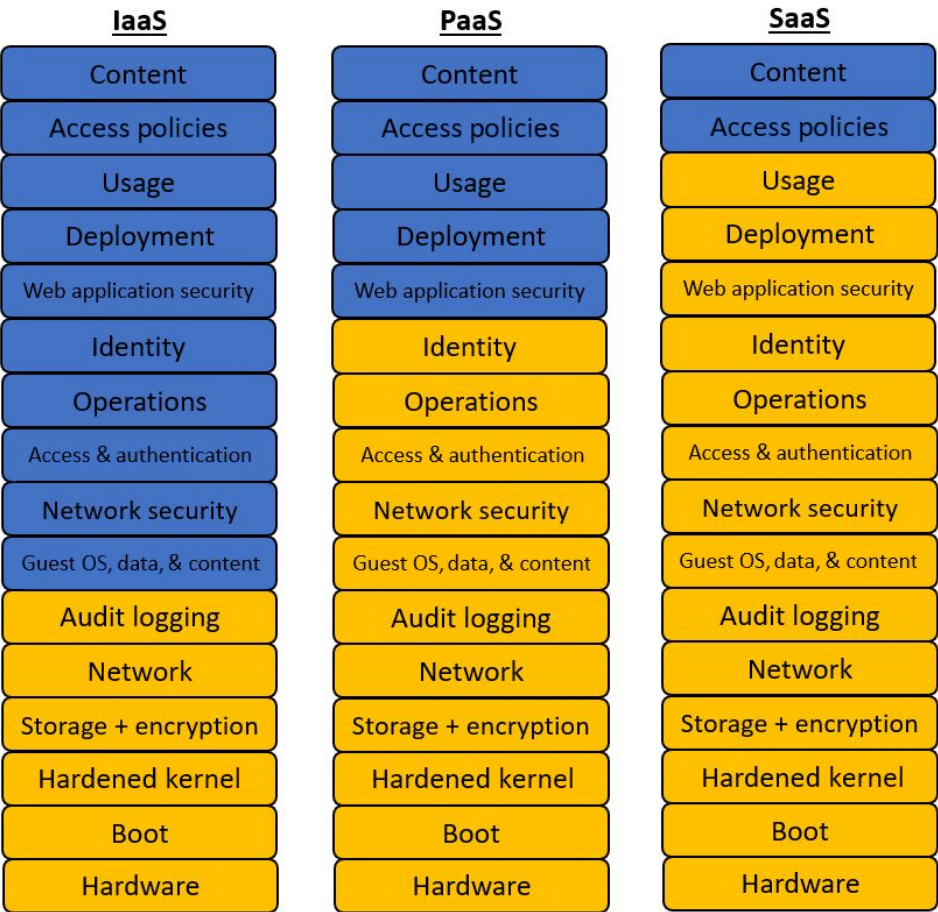 IaaS
Content
Access policies
Usage
Deployment
Web application security
Identity
Operations
Access & authentication
Network security
Guest OS, data, & content
Audit logging
Network
Storage + encryption
Hardened kernel
Boot
Hardware
PaaS
Content
Access policies
Usage
Deployment
Web application security
Identity
Operations
Access & authentication
Network security
Guest OS, data, & content
Audit logging
Network
Storage + encryption
Hardened kernel
Boot
Hardware
SaaS
Content
Access policies
Usage
Deployment
Web application security
Identity
Operations
Access & authentication
Network security
Guest OS, data, & content
Audit logging
Network
Storage + encryption
Hardened kernel
Boot
Hardware